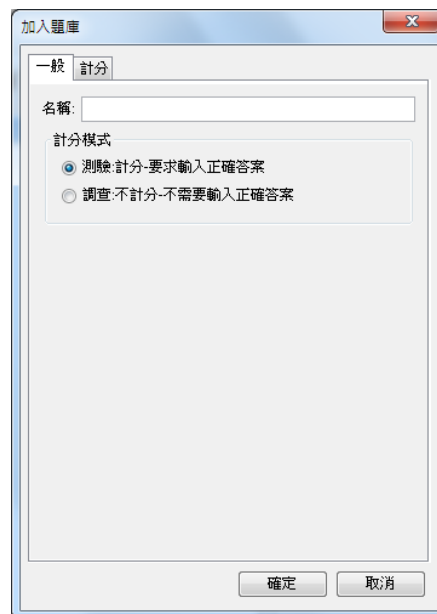 加入題庫
一般 計分
名稱:
計分模式
測驗:計分-要求輸入正確答案
調查:不計分-不需要輸入正確答案
確定 取消